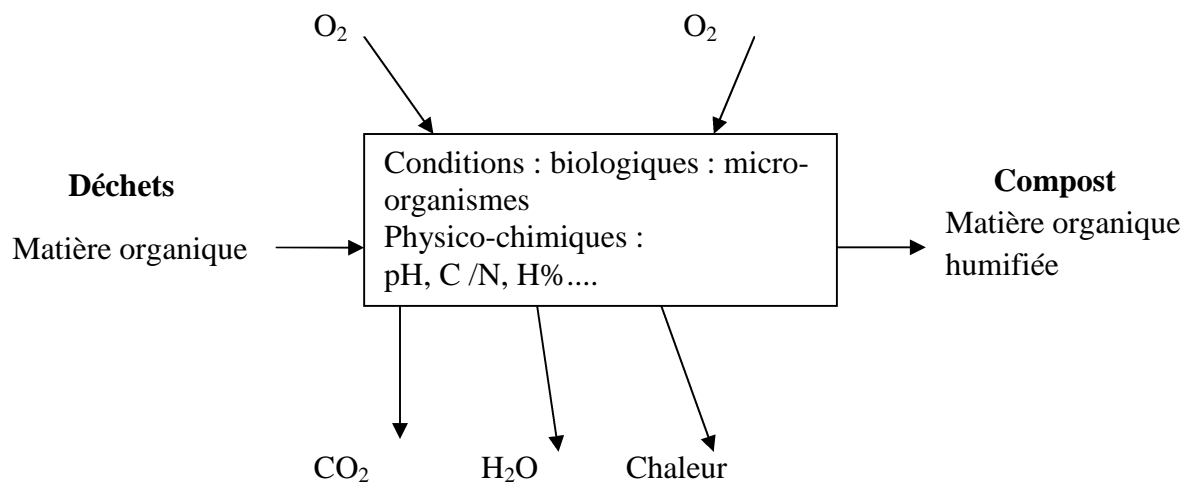 O₂
O₂
Déchets
Matière organique
Conditions : biologiques : micro-
organismes
Physico-chimiques :
pH, C /N, H%....
Compost
Matière organique
humifiée
CO₂
H₂O
Chaleur